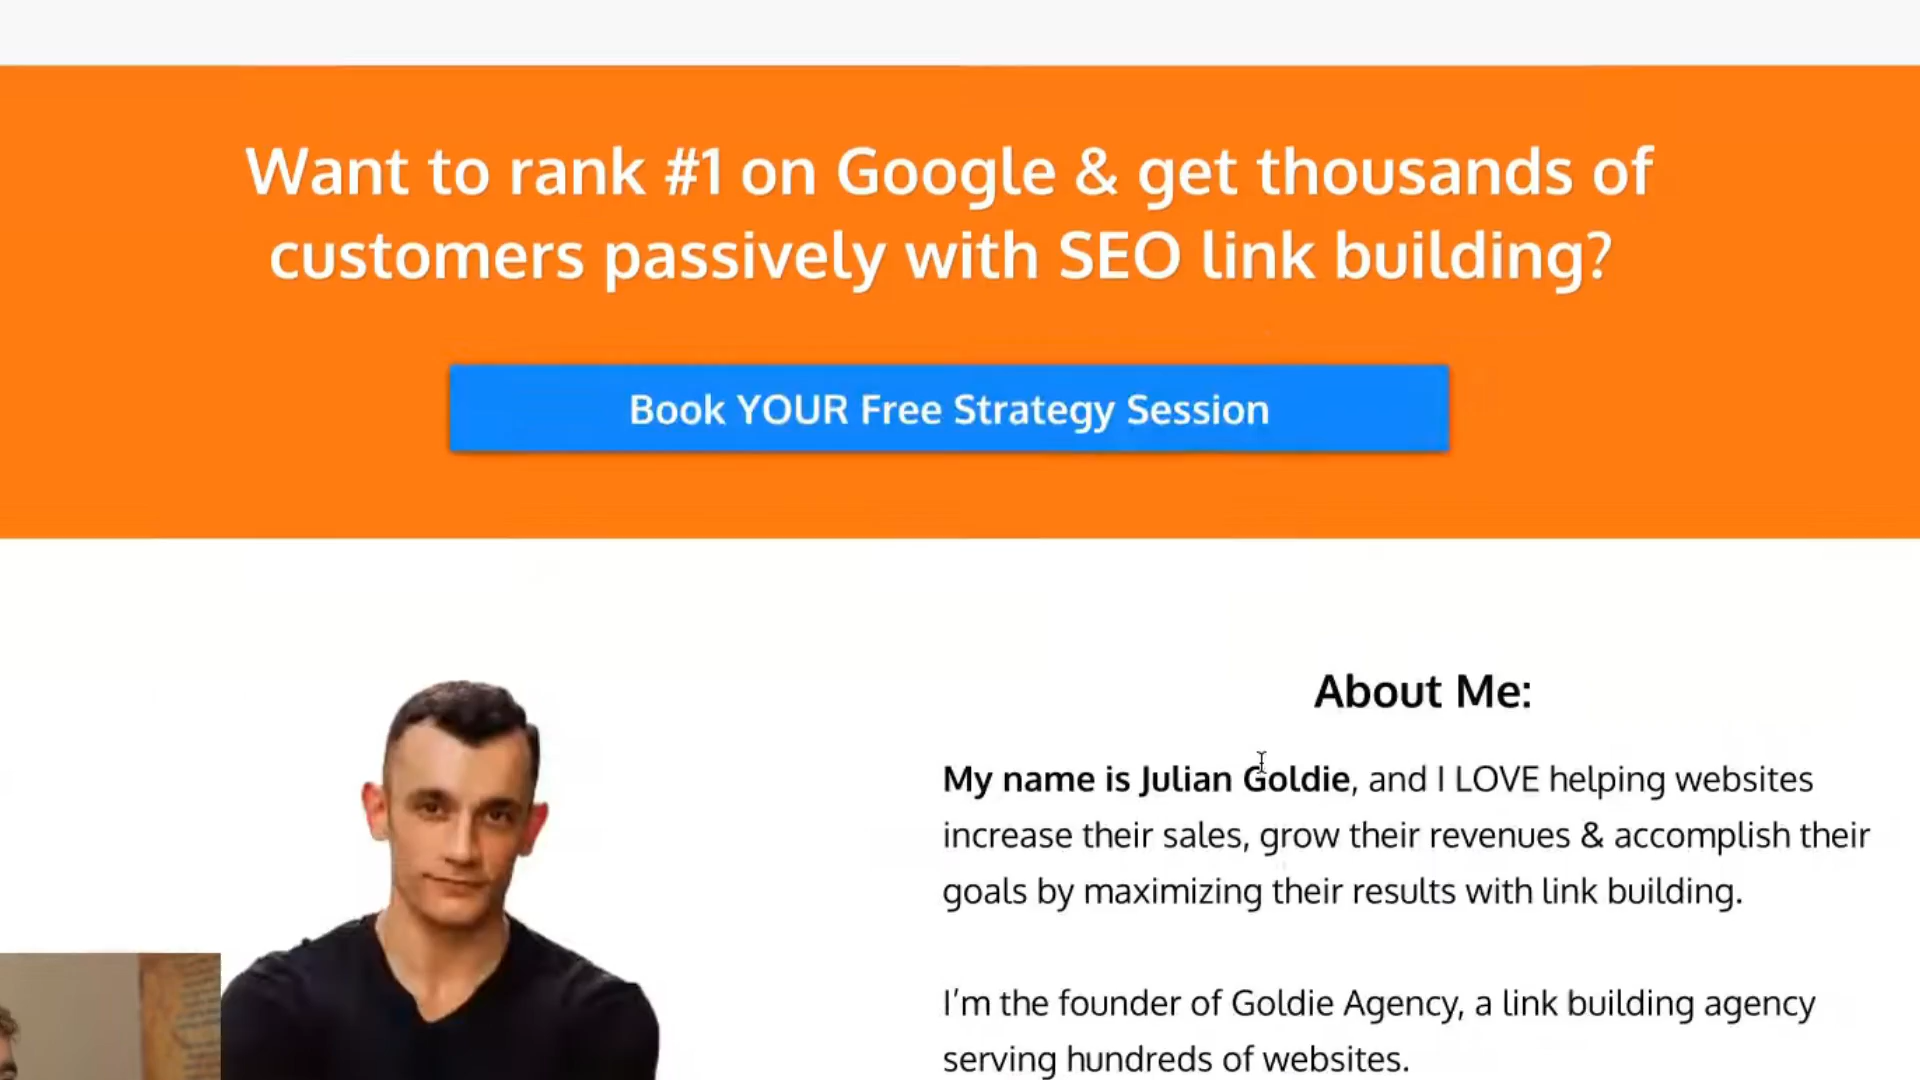 Want to rank #1 on Google & get thousands of
customers passively with SEO link building?
Book YOUR Free Strategy Session
About Me:
My name is Julian Goldie, and I LOVE helping websites
increase their sales, grow their revenues & accomplish their
goals by maximizing their results with link building.
I'm the founder of Goldie Agency, a link building agency
serving hundreds of websites.